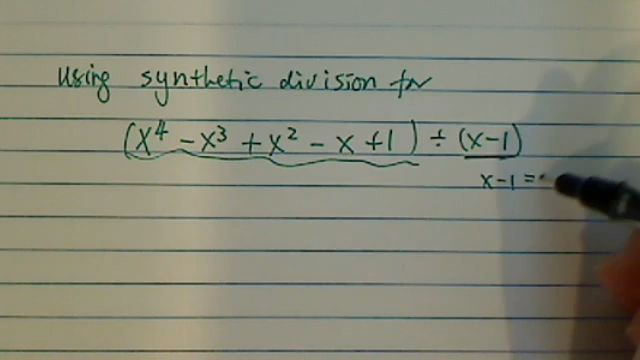 Using synthetic division for
(x⁴ - x³ + x² - x + 1) ÷ (x-1)
x-1 =